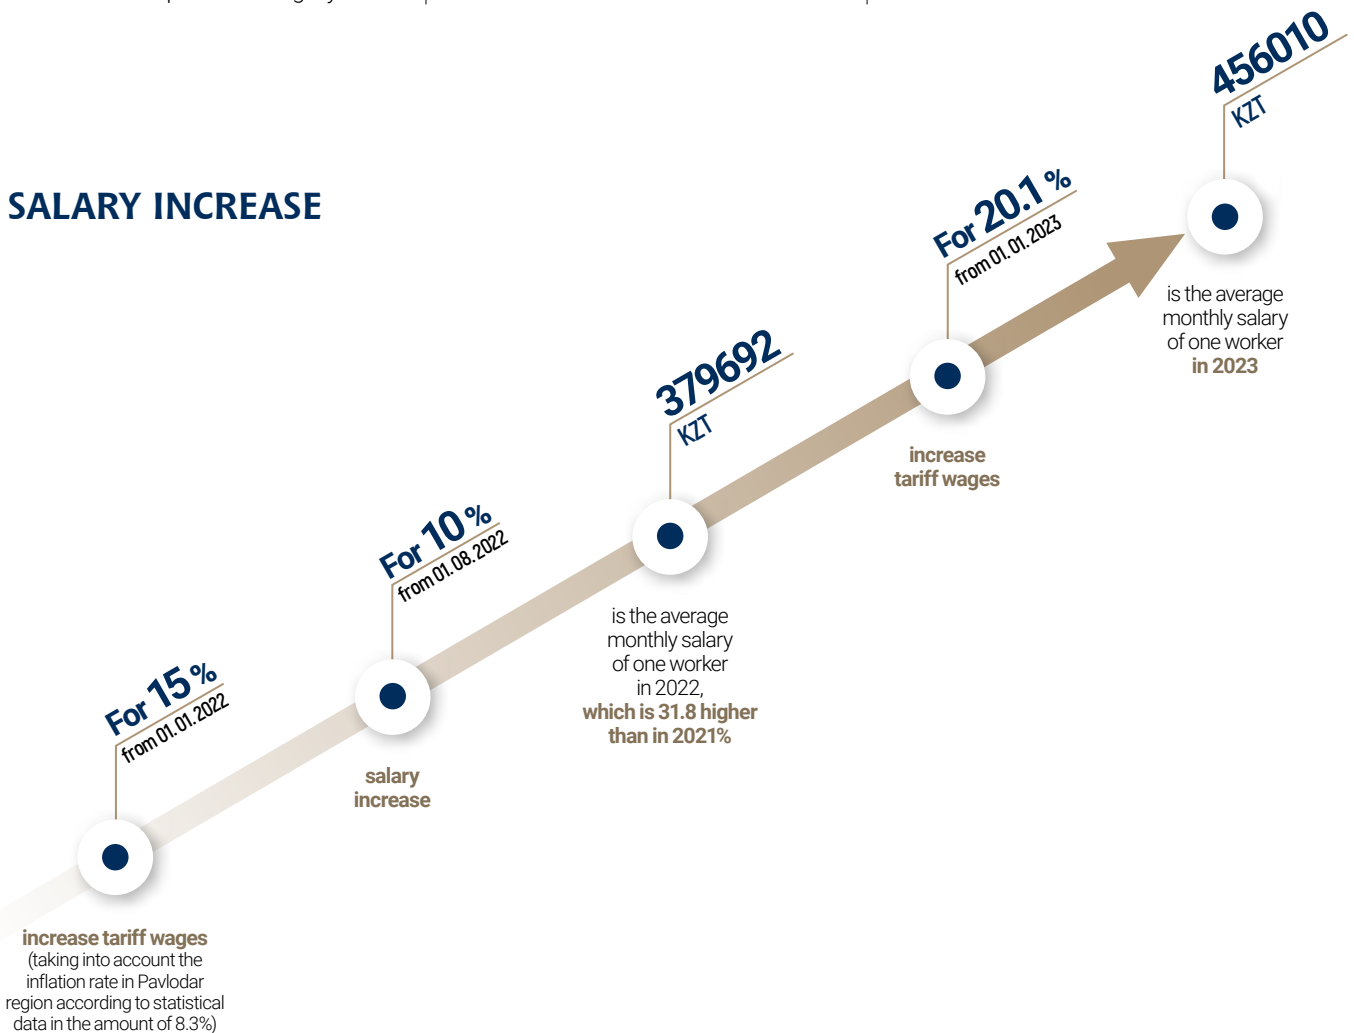 SALARY INCREASE
For 15 %
from 01.01.2022
increase tariff wages
(taking into account the
inflation rate in Pavlodar
region according to statistical
data in the amount of 8.3%)
For 10 %
from 01.08.2022
salary
increase
379692
KZT
is the average
monthly salary
of one worker
in 2022,
which is 31.8 higher
than in 2021%
For 20.1 %
from 01.01.2023
increase
tariff wages
456010
KZT
is the average
monthly salary
of one worker
in 2023